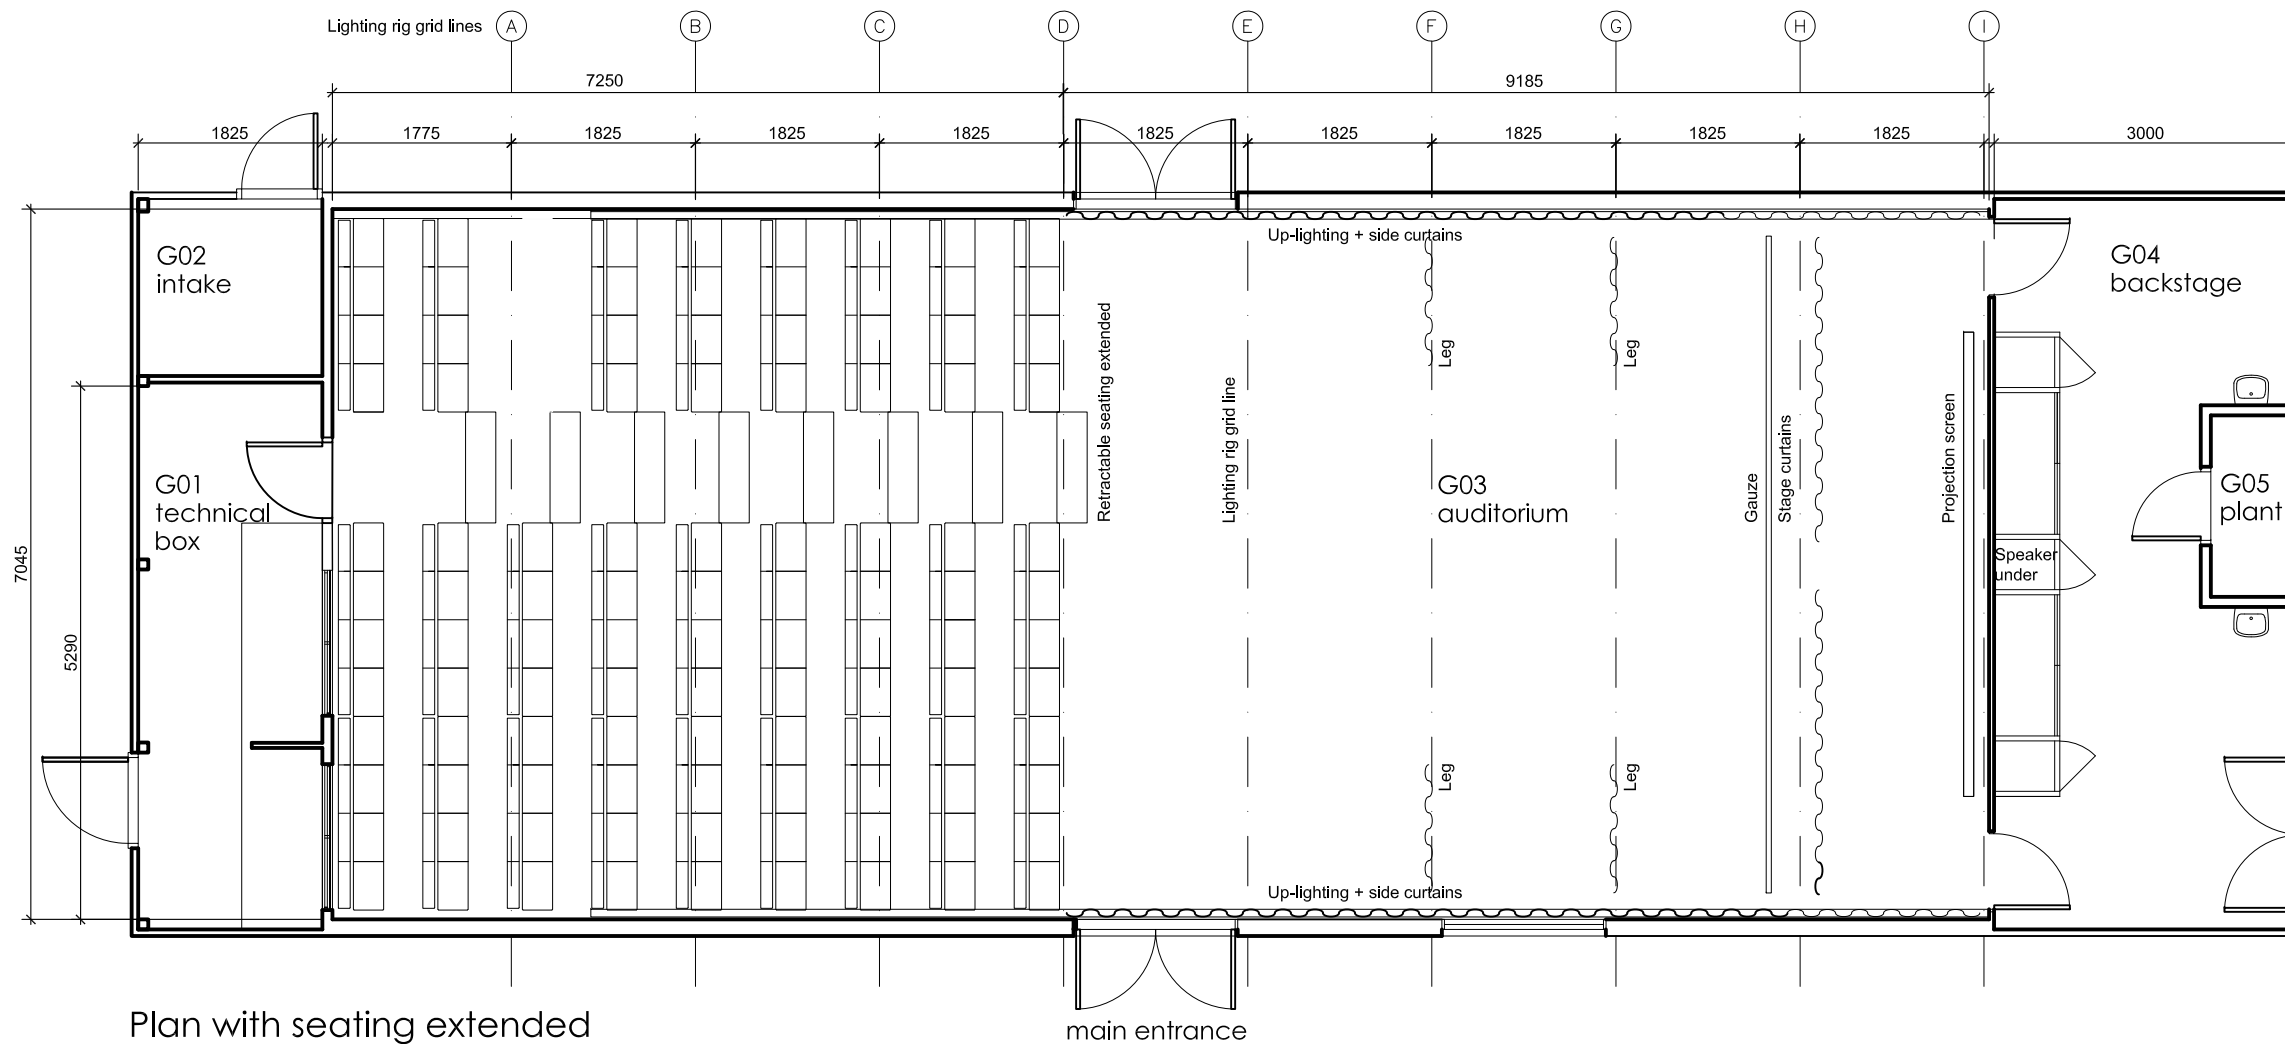 Lighting rig grid lines
A
B
C
D
E
F
G
H
I
7250
9185
1825
1775
1825
1825
1825
1825
1825
1825
1825
1825
3000
Up-lighting + side curtains
G02
intake
G04
backstage
Retractable seating extended
Lighting rig grid line
Leg
Leg
Gauze
Stage curtains
Projection screen
G01
technical
box
G03
auditorium
G05
plant
Speaker
under
7045
5290
Leg
Leg
Up-lighting + side curtains
Plan with seating extended
main entrance